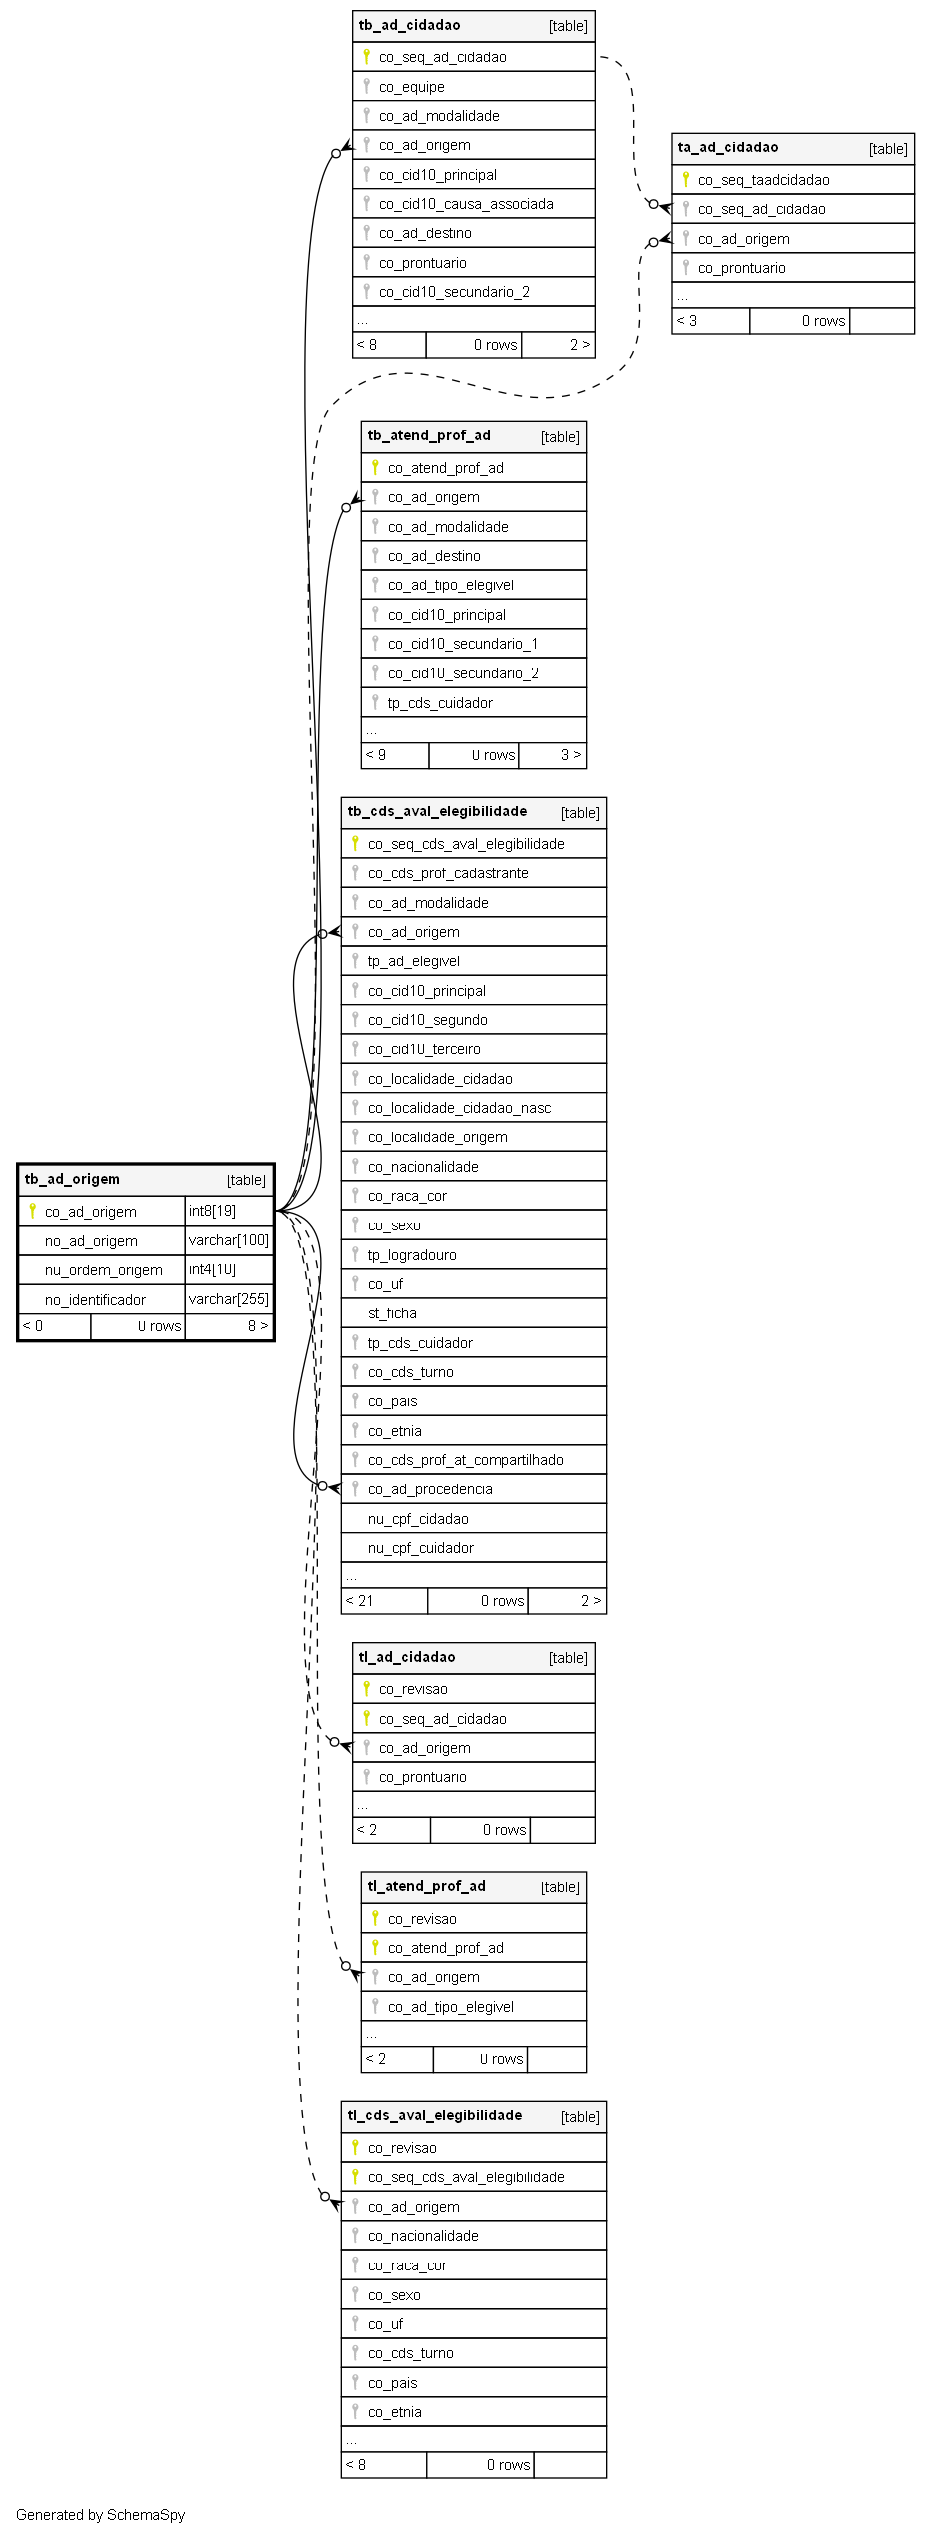 tb_ad_cidadao [table]
co_seq_ad_cidadao
co_equipe
co_ad_modalidade
co_ad_origem
co_cid10_principal
co_cid10_causa_associada
co_ad_destino
co_prontuario
co_cid10_secundario_2
...
< 8 0 rows 2 >
ta_ad_cidadao [table]
co_seq_taadcidadao
co_seq_ad_cidadao
co_ad_origem
co_prontuario
...
< 3 0 rows
tb_atend_prof_ad [table]
co_atend_prof_ad
co_ad_origem
co_ad_modalidade
co_ad_destino
co_ad_tipo_elegivel
co_cid10_principal
co_cid10_secundario_1
co_cid10_secundario_2
tp_cds_cuidador
...
< 9 0 rows 3 >
tb_cds_aval_elegibilidade [table]
co_seq_cds_aval_elegibilidade
co_cds_prof_cadastrante
co_ad_modalidade
co_ad_origem
tp_ad_elegivel
co_cid10_principal
co_cid10_segundo
co_cid10_terceiro
co_localidade_cidadao
co_localidade_cidadao_nasc
co_localidade_origem
co_nacionalidade
co_raca_cor
co_sexo
tp_logradouro
co_uf
st_ficha
tp_cds_cuidador
co_cds_turno
co_pais
co_etnia
co_cds_prof_at_compartilhado
co_ad_procedencia
nu_cpf_cidadao
nu_cpf_cuidador
...
< 21 0 rows 2 >
tb_ad_origem [table]
co_ad_origem int8[19]
no_ad_origem varchar[100]
nu_ordem_origem int4[10]
no_identificador varchar[255]
< 0 0 rows 8 >
tl_ad_cidadao [table]
co_revisao
co_seq_ad_cidadao
co_ad_origem
co_prontuario
...
< 2 0 rows
tl_atend_prof_ad [table]
co_revisao
co_atend_prof_ad
co_ad_origem
co_ad_tipo_elegivel
...
< 2 0 rows
tl_cds_aval_elegibilidade [table]
co_revisao
co_seq_cds_aval_elegibilidade
co_ad_origem
co_nacionalidade
co_raca_cor
co_sexo
co_uf
co_cds_turno
co_pais
co_etnia
...
< 8 0 rows
Generated by SchemaSpy